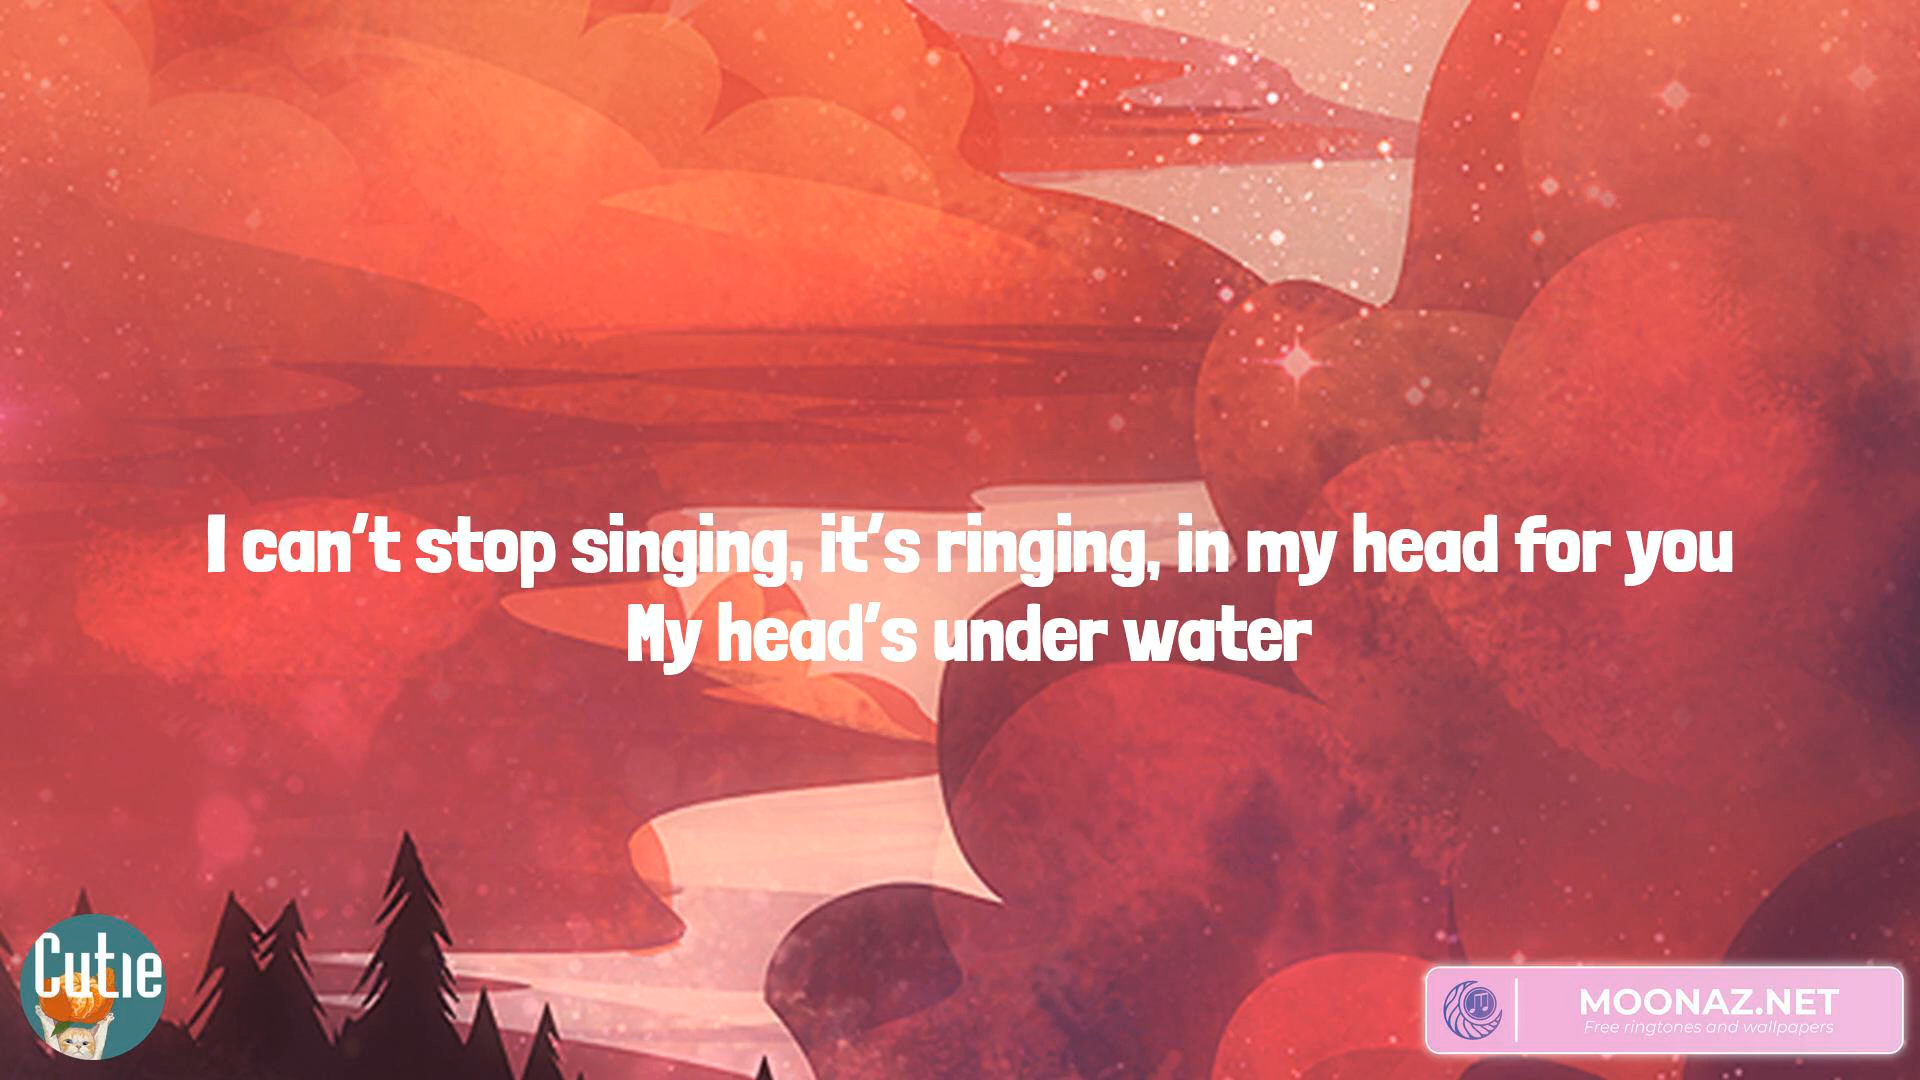 I can't stop singing, it's ringing, in my head for you
My head's under water
Cutie
MOONAZ.NET
Free ringtones and wallpapers